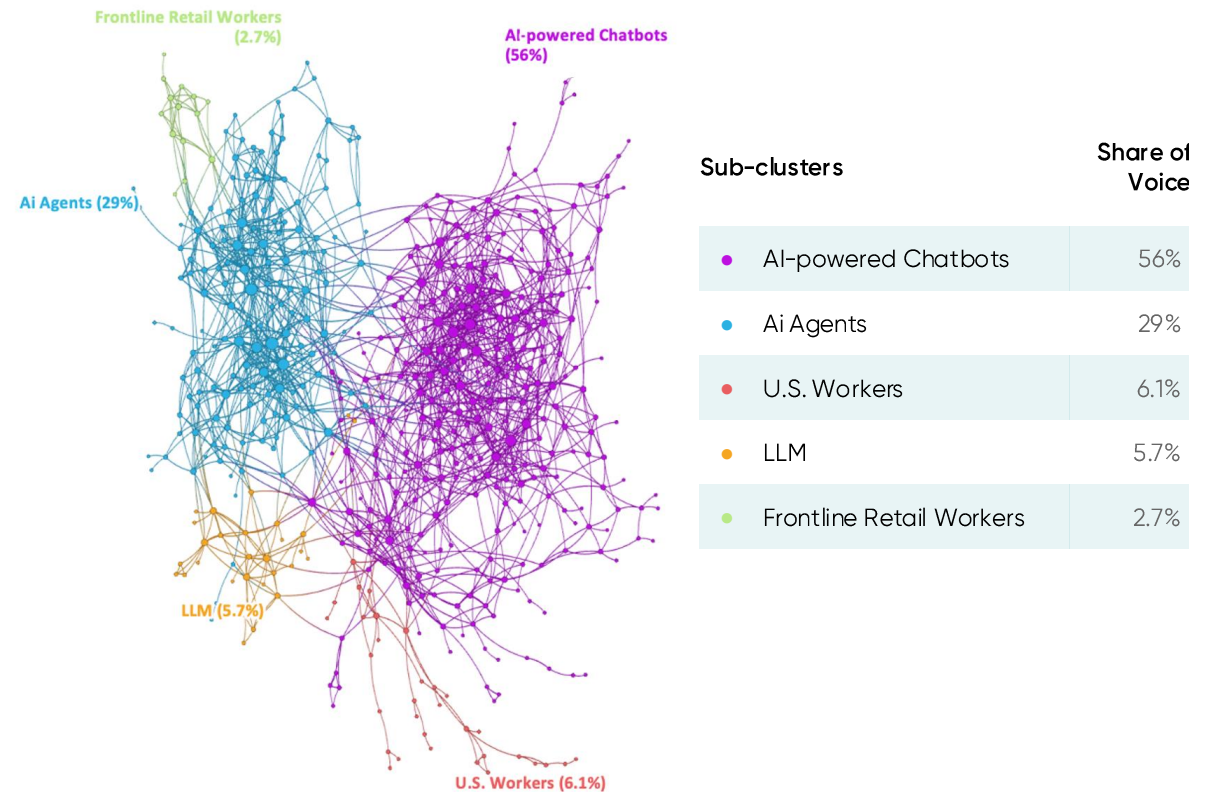 Frontline Retail Workers
(2.7%)
AI-powered Chatbots
(56%)
Ai Agents (29%)
LLM (5.7%)
U.S. Workers (6.1%)
Sub-clusters
Share of
Voice
AI-powered Chatbots 56%
Ai Agents 29%
U.S. Workers 6.1%
LLM 5.7%
Frontline Retail Workers 2.7%